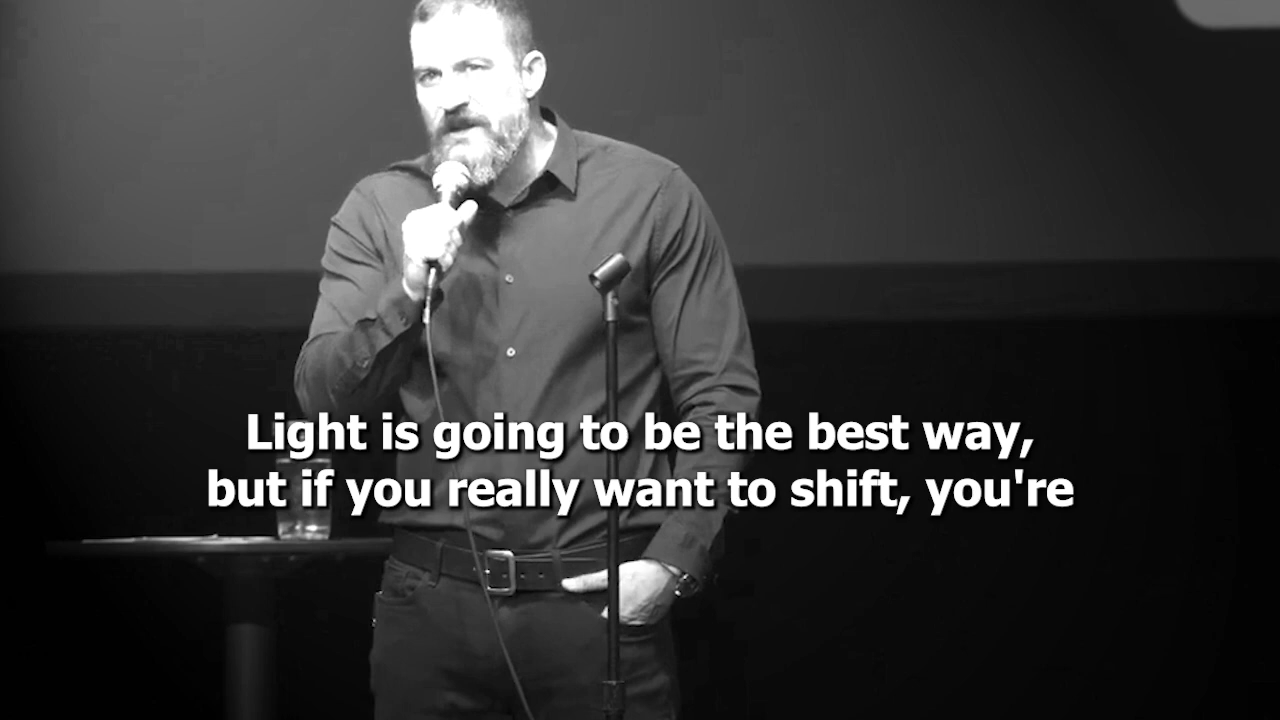 Light is going to be the best way,
but if you really want to shift, you're